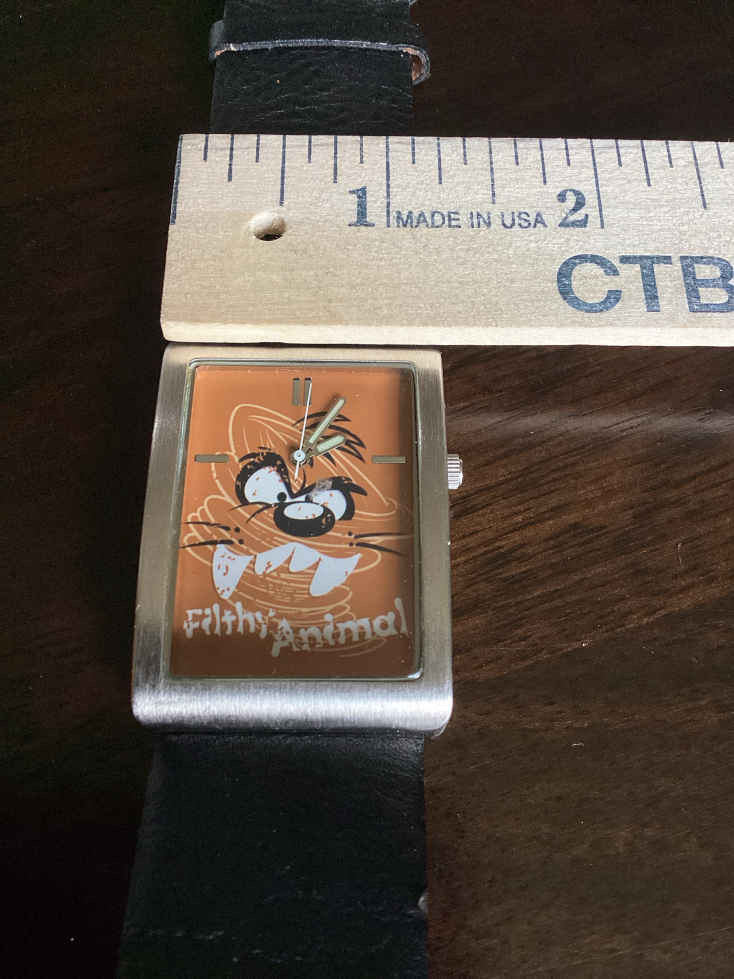 1 MADE IN USA 2
CTB
Filthy Animal